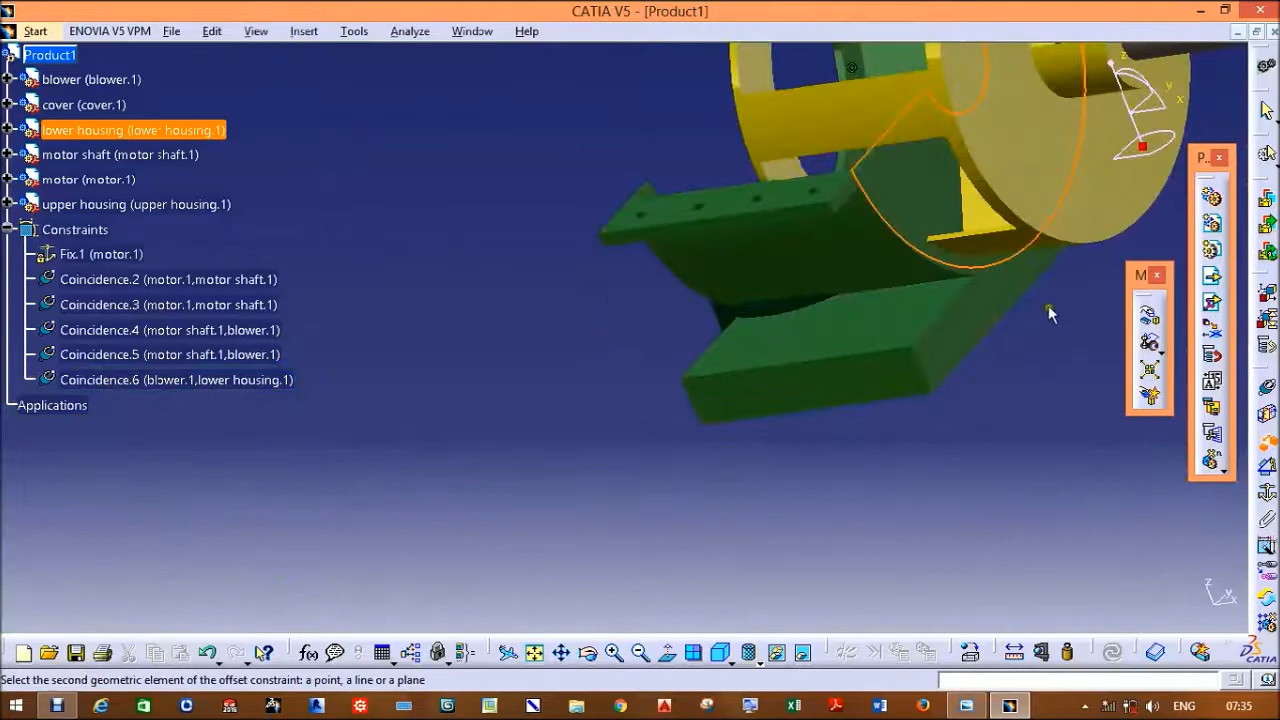 CATIA V5 - [Product1]
Start ENOVIA V5 VPM File Edit View Insert Tools Analyze Window Help
Product1
blower (blower.1)
cover (cover.1)
lower housing (lower housing.1)
motor shaft (motor shaft.1)
motor (motor.1)
upper housing (upper housing.1)
Constraints
Fix.1 (motor.1)
Coincidence.2 (motor.1,motor shaft.1)
Coincidence.3 (motor.1,motor shaft.1)
Coincidence.4 (motor shaft.1,blower.1)
Coincidence.5 (motor shaft.1,blower.1)
Coincidence.6 (blower.1,lower housing.1)
Applications
z
y
x
P...
M...
z
y
x
f(x)
CATIA
Select the second geometric element of the offset constraint: a point, a line or a plane
ENG 07:35